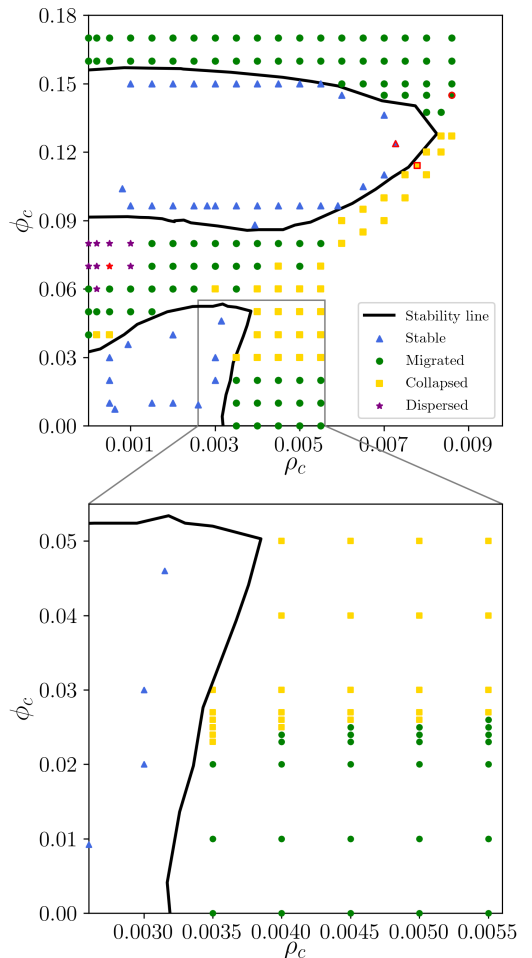 0.18
0.15
0.12
0.09
0.06
0.03
0.00
ϕc
Stability line
Stable
Migrated
Collapsed
Dispersed
0.001 0.003 0.005 0.007 0.009
ρc
0.05
0.04
0.03
0.02
0.01
0.00
ϕc
0.0030 0.0035 0.0040 0.0045 0.0050 0.0055
ρc